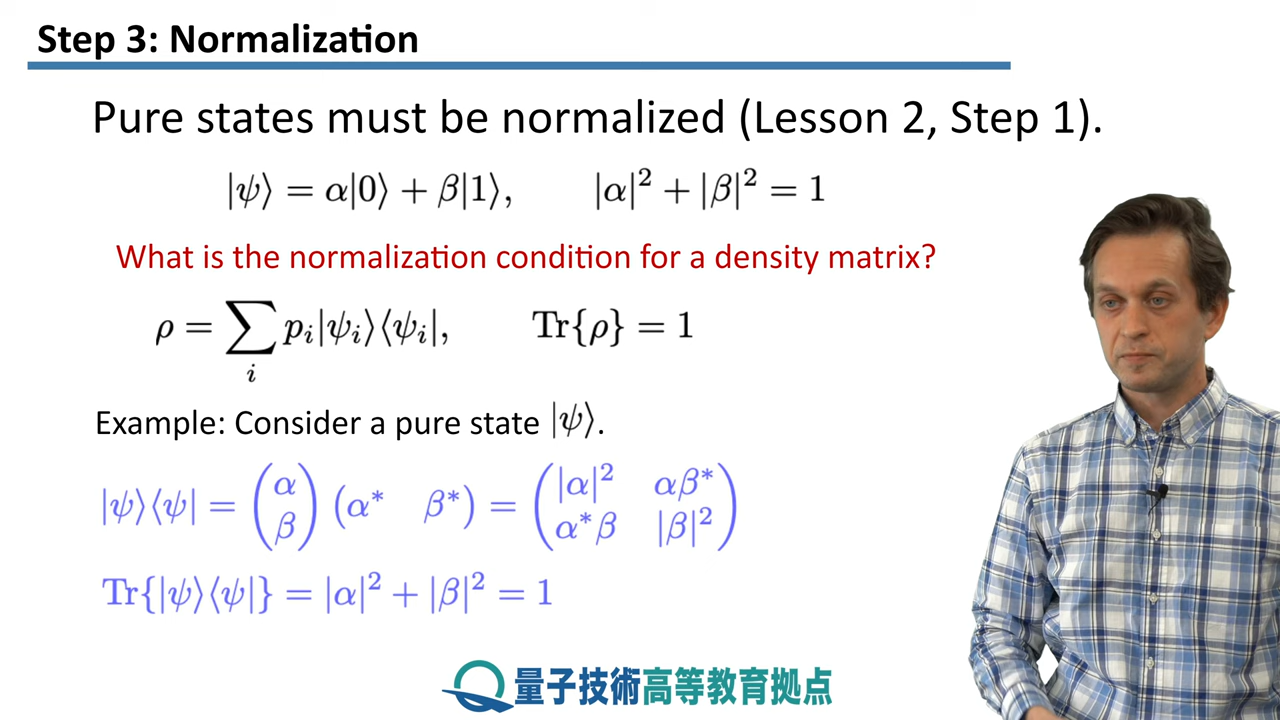 Step 3: Normalization
Pure states must be normalized (Lesson 2, Step 1).
|ψ⟩ = α|0⟩ + β|1⟩, |α|² + |β|² = 1
What is the normalization condition for a density matrix?
ρ = ∑ᵢ pᵢ|ψᵢ⟩⟨ψᵢ|, Tr{ρ} = 1
Example: Consider a pure state |ψ⟩.
|ψ⟩⟨ψ| = (α β) (α* β*) = (|α|² αβ* α*β |β|²)
Tr{|ψ⟩⟨ψ|} = |α|² + |β|² = 1
量子技術高等教育拠点